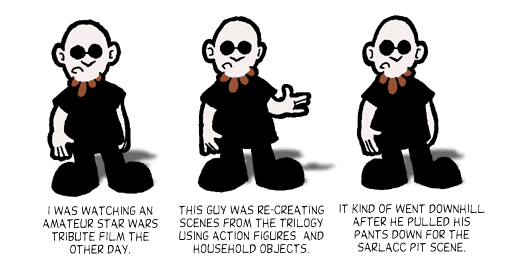 I WAS WATCHING AN
AMATEUR STAR WARS
TRIBUTE FILM THE
OTHER DAY.
THIS GUY WAS RE-CREATING
SCENES FROM THE TRILOGY
USING ACTION FIGURES AND
HOUSEHOLD OBJECTS.
IT KIND OF WENT DOWNHILL
AFTER HE PULLED HIS
PANTS DOWN FOR THE
SARLACC PIT SCENE.